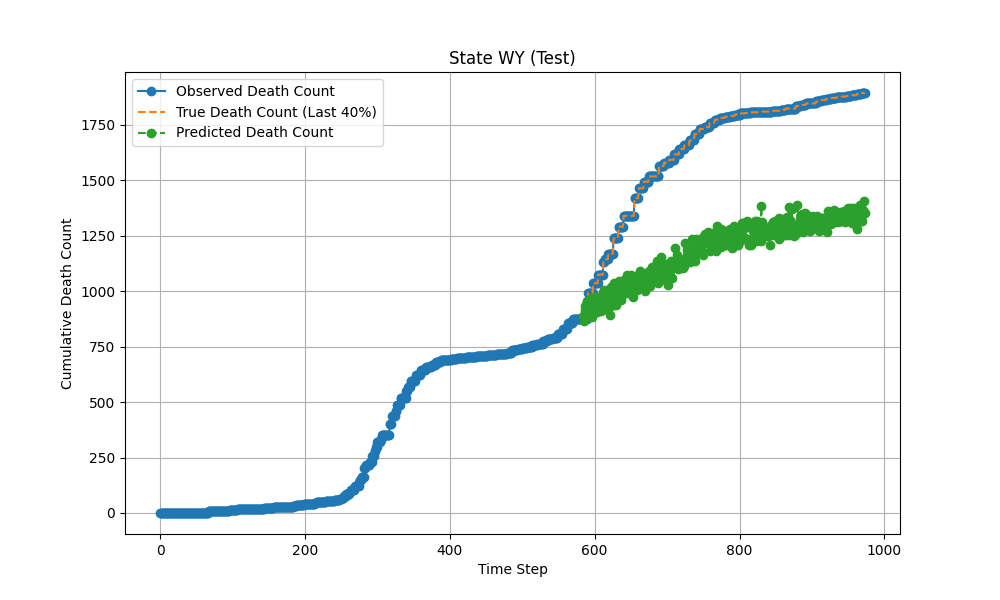 State WY (Test)
Observed Death Count
True Death Count (Last 40%)
Predicted Death Count
Cumulative Death Count
1750
1500
1250
1000
750
500
250
0
0 200 400 600 800 1000
Time Step